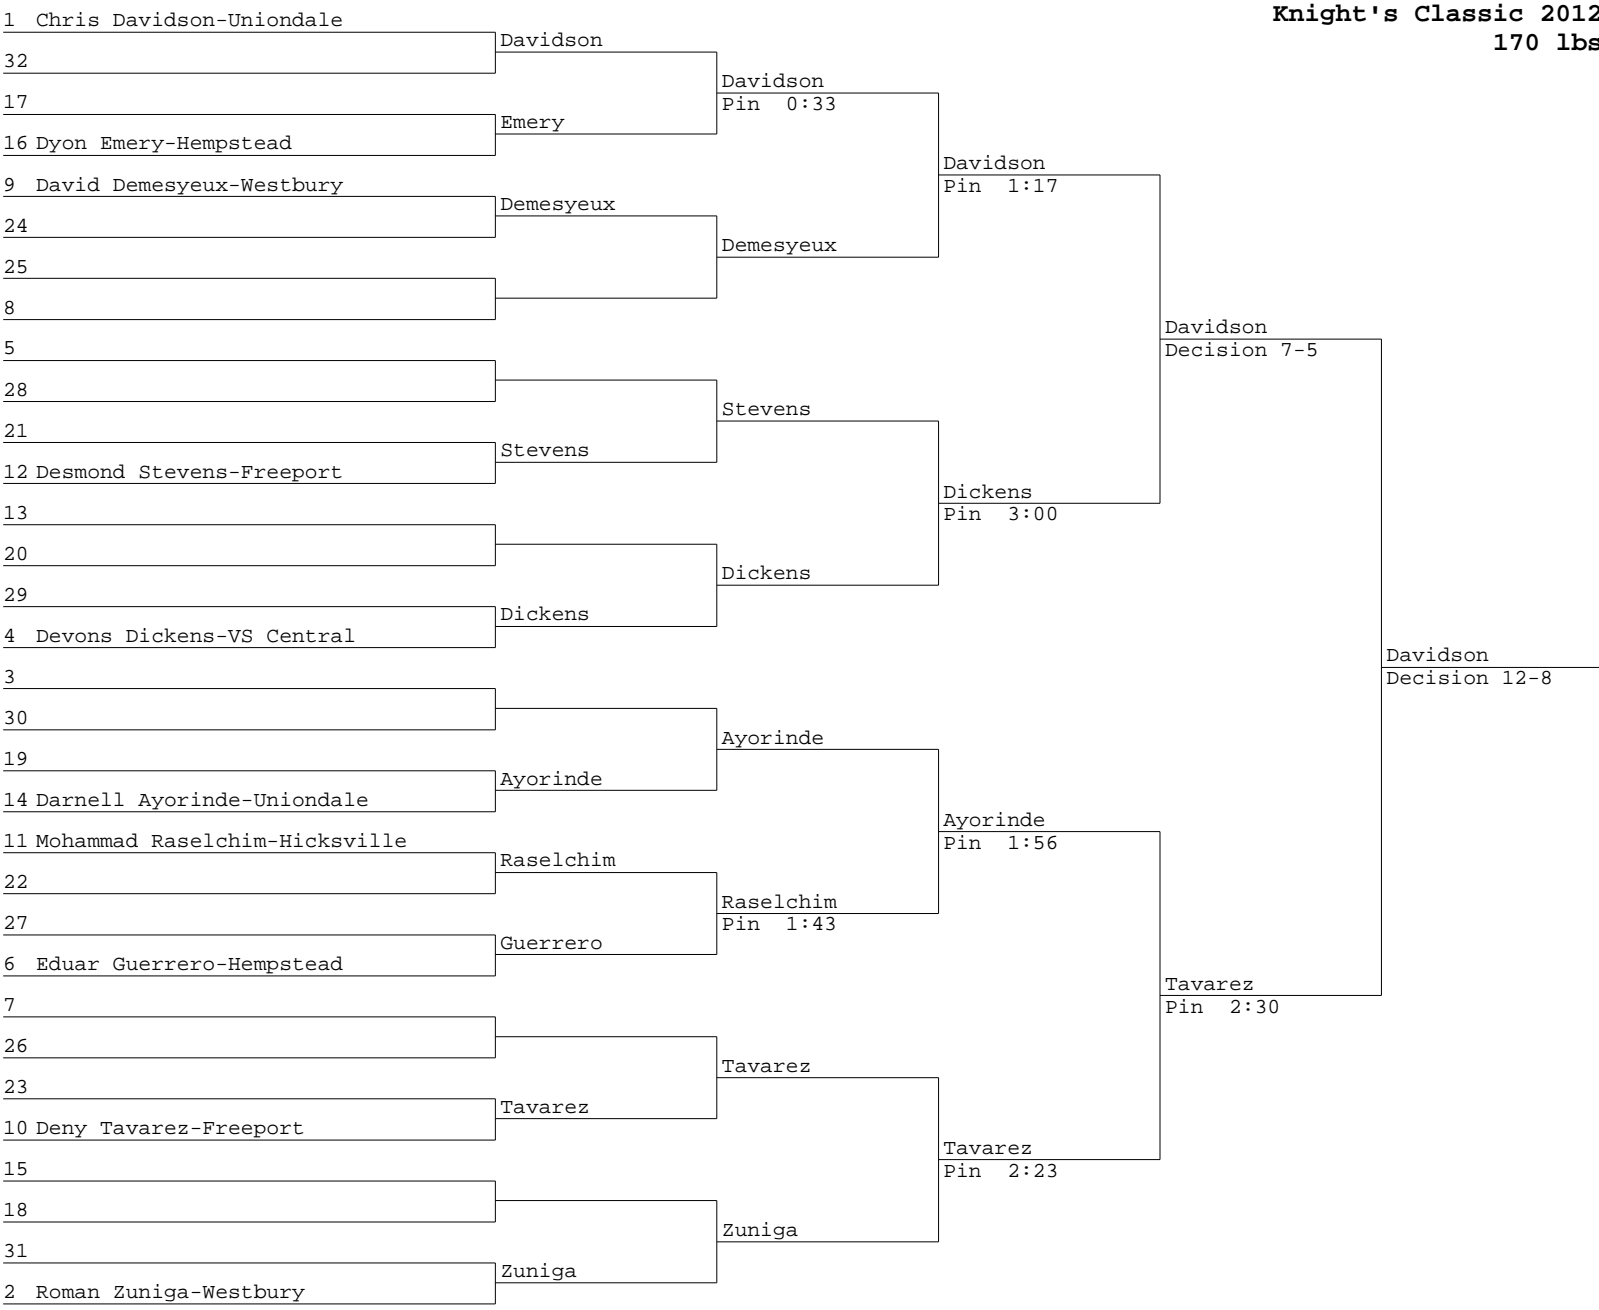 Knight's Classic 2012
170 lbs
1 Chris Davidson-Uniondale
32
17
16 Dyon Emery-Hempstead
9 David Demesyeux-Westbury
24
25
8
5
28
21
12 Desmond Stevens-Freeport
13
20
29
4 Devons Dickens-VS Central
3
30
19
14 Darnell Ayorinde-Uniondale
11 Mohammad Raselchim-Hicksville
22
27
6 Eduar Guerrero-Hempstead
7
26
23
10 Deny Tavarez-Freeport
15
18
31
2 Roman Zuniga-Westbury
Davidson
Emery
Demesyeux
Stevens
Dickens
Ayorinde
Raselchim
Guerrero
Tavarez
Zuniga
Davidson
Pin 0:33
Demesyeux
Stevens
Dickens
Ayorinde
Raselchim
Pin 1:43
Tavarez
Zuniga
Davidson
Pin 1:17
Dickens
Pin 3:00
Ayorinde
Pin 1:56
Tavarez
Pin 2:23
Davidson
Decision 7-5
Tavarez
Pin 2:30
Davidson
Decision 12-8